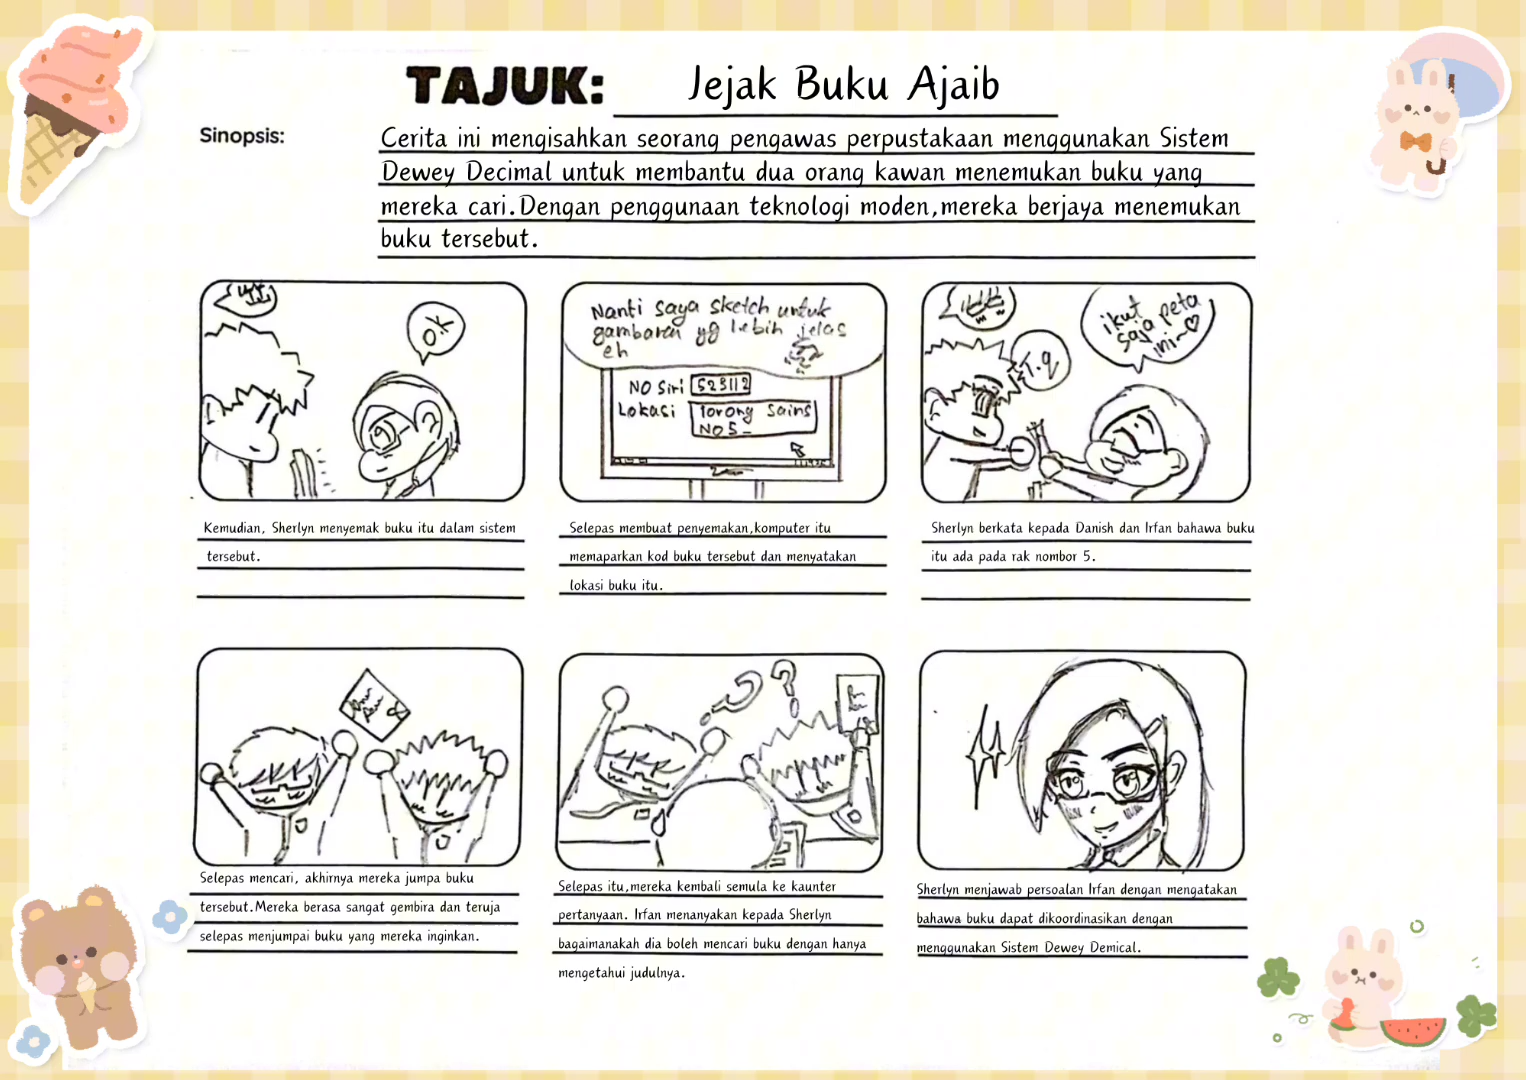 TAJUK: Jejak Buku Ajaib
Sinopsis: Cerita ini mengisahkan seorang pengawas perpustakaan menggunakan Sistem
Dewey Decimal untuk membantu dua orang kawan menemukan buku yang
mereka cari.Dengan penggunaan teknologi moden,mereka berjaya menemukan
buku tersebut.
O.K
Nanti saya sketch untuk
gambaran yg lebih jelas
eh
NO Siri 523112
Lokasi lorong sains
NO 5
T.q
ikut
saja peta
ini~♡
Kemudian, Sherlyn menyemak buku itu dalam sistem
tersebut.
Selepas membuat penyemakan,komputer itu
memaparkan kod buku tersebut dan menyatakan
lokasi buku itu.
Sherlyn berkata kepada Danish dan Irfan bahawa buku
itu ada pada rak nombor 5.
? ?
Selepas mencari, akhirnya mereka jumpa buku
tersebut.Mereka berasa sangat gembira dan teruja
selepas menjumpai buku yang mereka inginkan.
Selepas itu,mereka kembali semula ke kaunter
pertanyaan. Irfan menanyakan kepada Sherlyn
bagaimanakah dia boleh mencari buku dengan hanya
mengetahui judulnya.
Sherlyn menjawab persoalan Irfan dengan mengatakan
bahawa buku dapat dikoordinasikan dengan
menggunakan Sistem Dewey Demical.